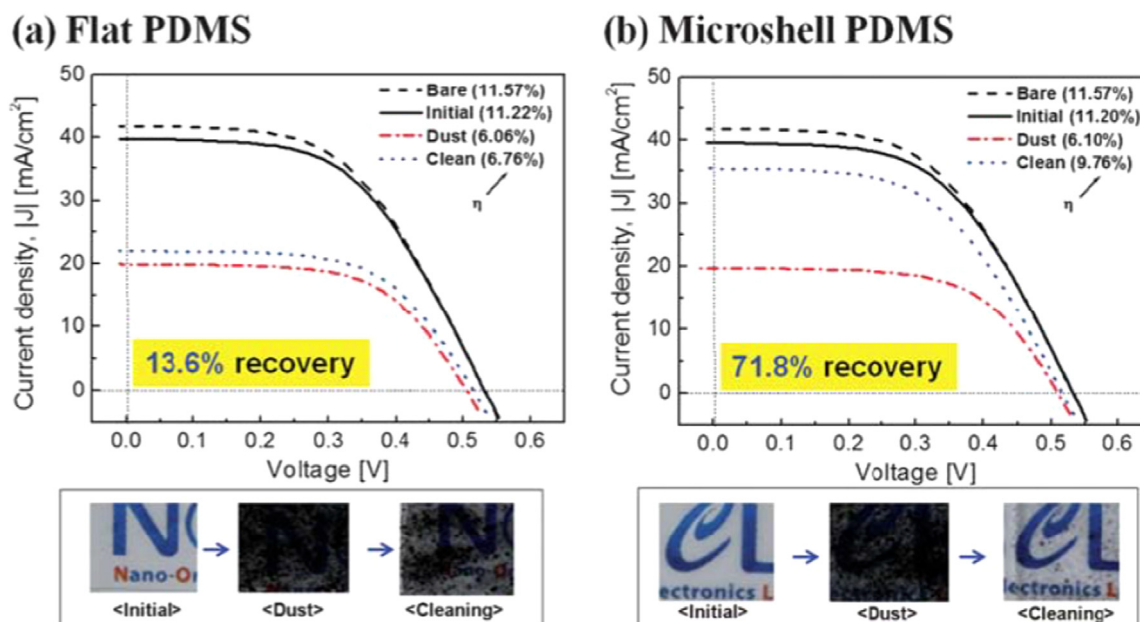 (a) Flat PDMS
50
40
30
20
10
0
Current density, |J| [mA/cm²]
Bare (11.57%)
Initial (11.22%)
Dust (6.06%)
Clean (6.76%)
η
13.6% recovery
0.0 0.1 0.2 0.3 0.4 0.5 0.6
Voltage [V]
N
Nano-Or
<Initial>
<Dust>
<Cleaning>
(b) Microshell PDMS
50
40
30
20
10
0
Current density, |J| [mA/cm²]
Bare (11.57%)
Initial (11.20%)
Dust (6.10%)
Clean (9.76%)
η
71.8% recovery
0.0 0.1 0.2 0.3 0.4 0.5 0.6
Voltage [V]
CL
ectronics L
<Initial>
<Dust>
CL
lectronics L
<Cleaning>